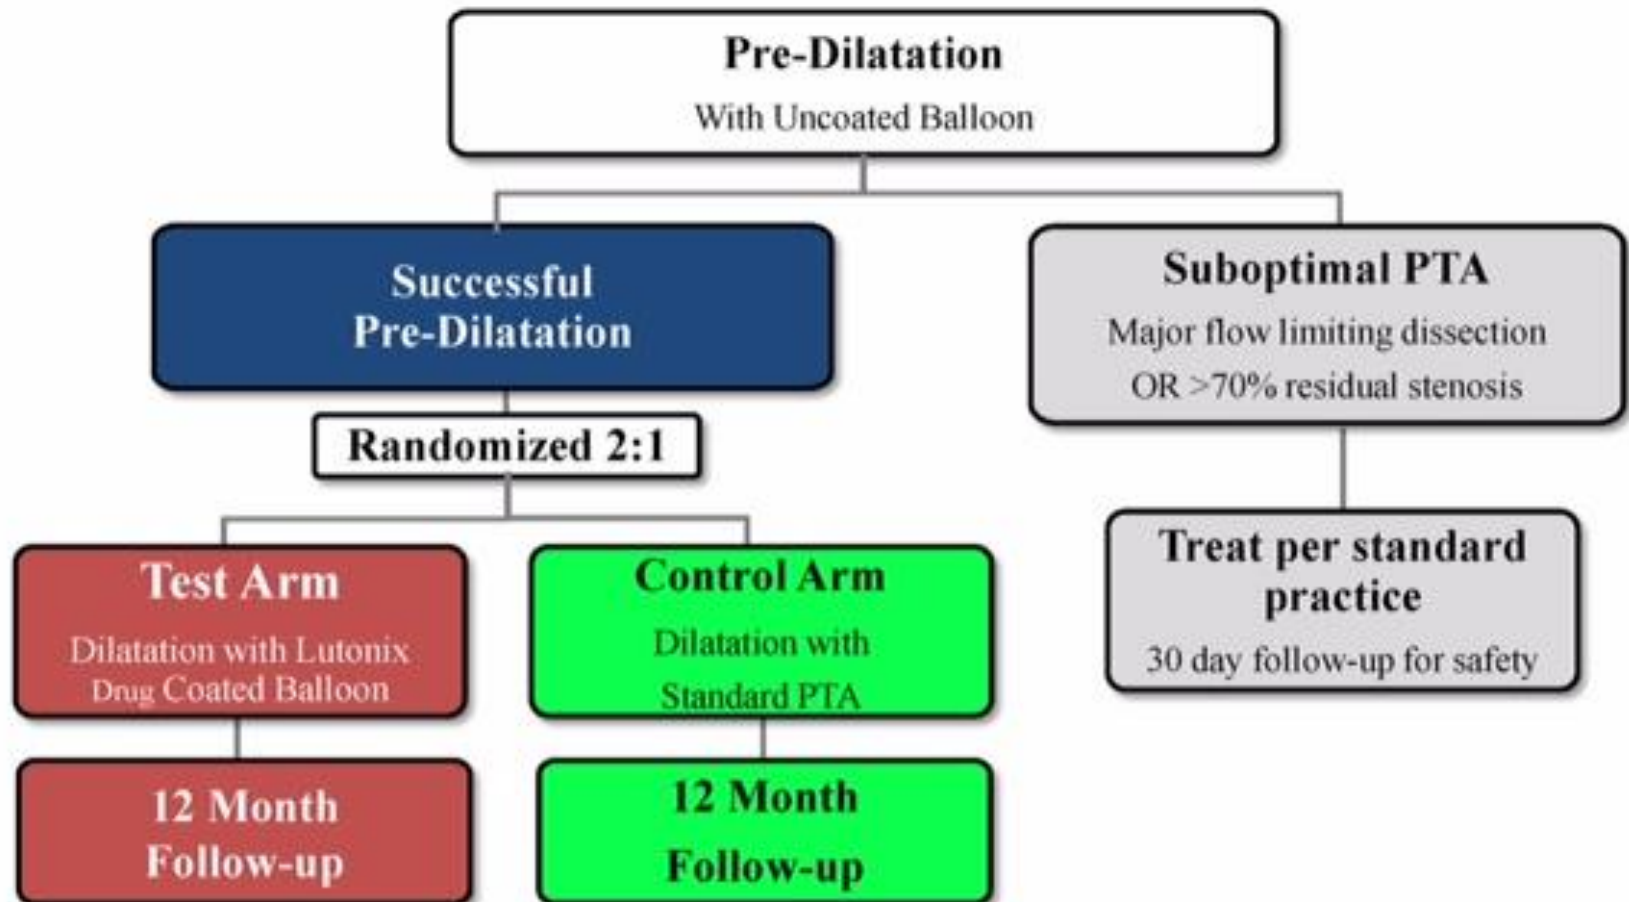 Pre-Dilatation
With Uncoated Balloon
Successful
Pre-Dilatation
Suboptimal PTA
Major flow limiting dissection
OR >70% residual stenosis
Randomized 2:1
Test Arm
Dilatation with Lutonix
Drug Coated Balloon
Control Arm
Dilatation with
Standard PTA
Treat per standard
practice
30 day follow-up for safety
12 Month
Follow-up
12 Month
Follow-up